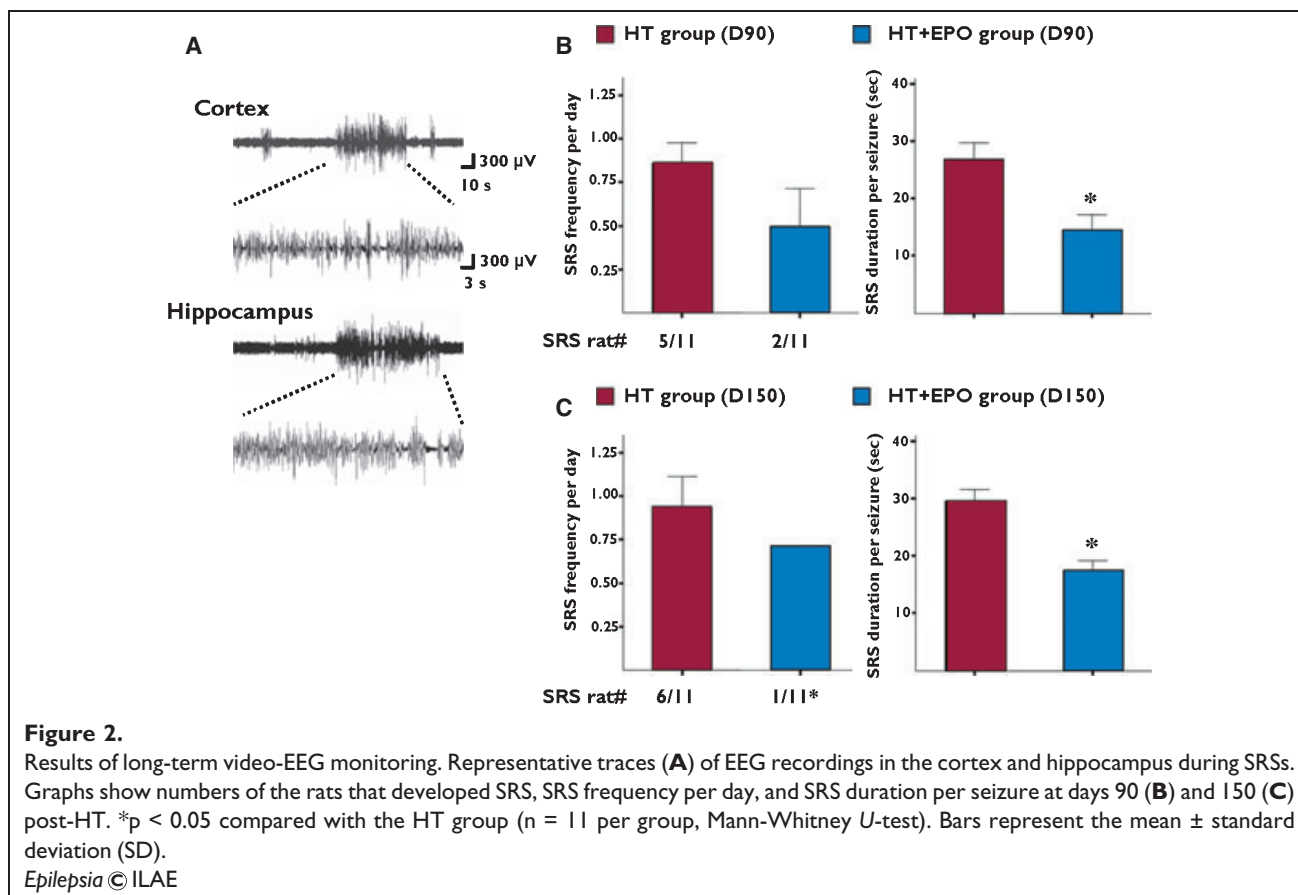 A
Cortex
300 µV
10 s
300 µV
3 s
Hippocampus
B
HT group (D90)
HT+EPO group (D90)
SRS frequency per day
1.25
1.00
0.75
0.50
0.25
SRS duration per seizure (sec)
40
30
20
10
*
SRS rat# 5/11 2/11
C
HT group (D150)
HT+EPO group (D150)
SRS frequency per day
1.25
1.00
0.75
0.50
0.25
SRS duration per seizure (sec)
40
30
20
10
*
SRS rat# 6/11 1/11*
Figure 2.
Results of long-term video-EEG monitoring. Representative traces (A) of EEG recordings in the cortex and hippocampus during SRSs.
Graphs show numbers of the rats that developed SRS, SRS frequency per day, and SRS duration per seizure at days 90 (B) and 150 (C)
post-HT. *p < 0.05 compared with the HT group (n = 11 per group, Mann-Whitney U-test). Bars represent the mean ± standard
deviation (SD).
Epilepsia © ILAE